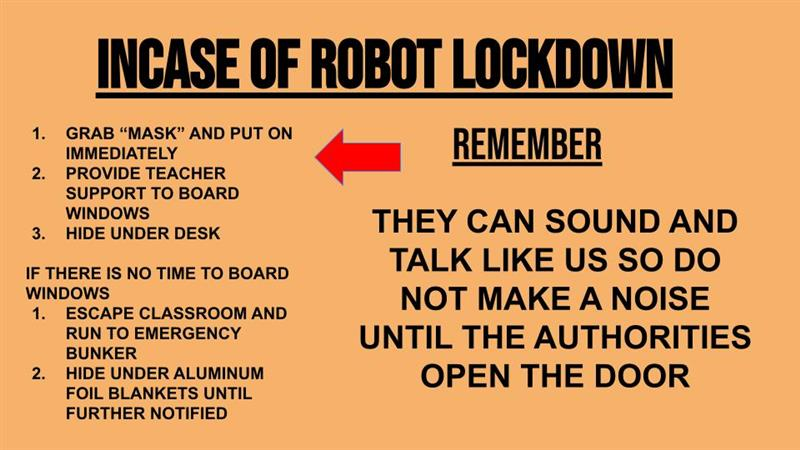 INCASE OF ROBOT LOCKDOWN
1. GRAB “MASK” AND PUT ON
IMMEDIATELY
2. PROVIDE TEACHER
SUPPORT TO BOARD
WINDOWS
3. HIDE UNDER DESK
IF THERE IS NO TIME TO BOARD
WINDOWS
1. ESCAPE CLASSROOM AND
RUN TO EMERGENCY
BUNKER
2. HIDE UNDER ALUMINUM
FOIL BLANKETS UNTIL
FURTHER NOTIFIED
REMEMBER
THEY CAN SOUND AND
TALK LIKE US SO DO
NOT MAKE A NOISE
UNTIL THE AUTHORITIES
OPEN THE DOOR